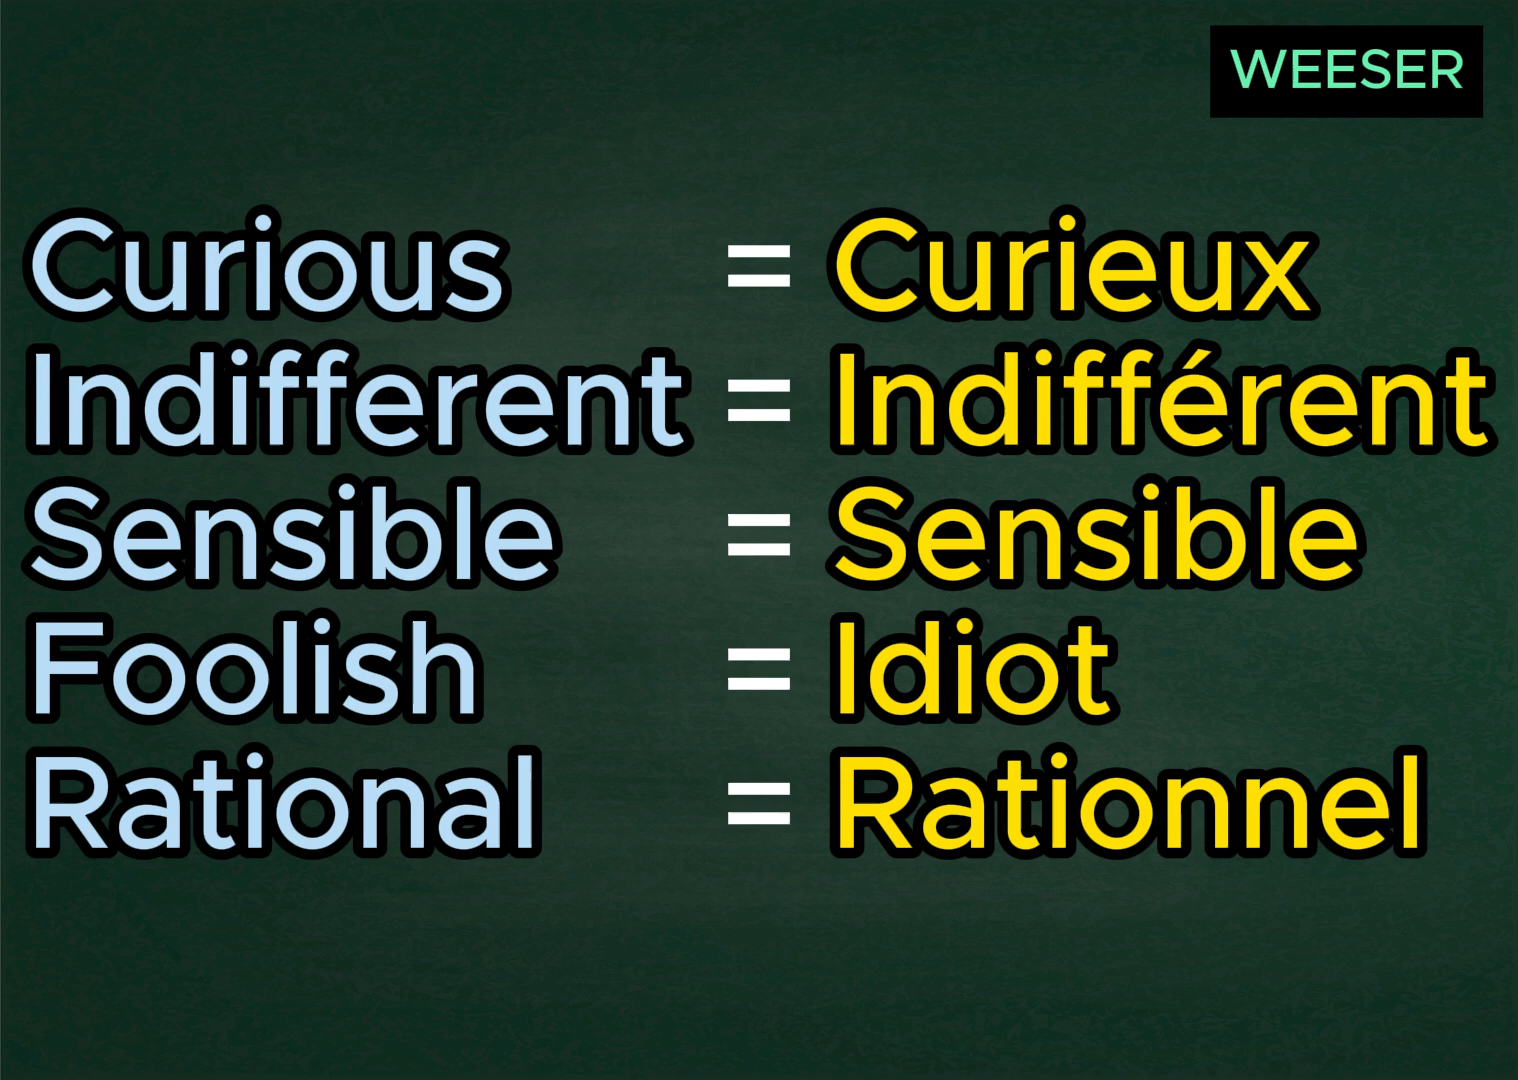 WEESER
Curious = Curieux
Indifferent = Indifférent
Sensible = Sensible
Foolish = Idiot
Rational = Rationnel